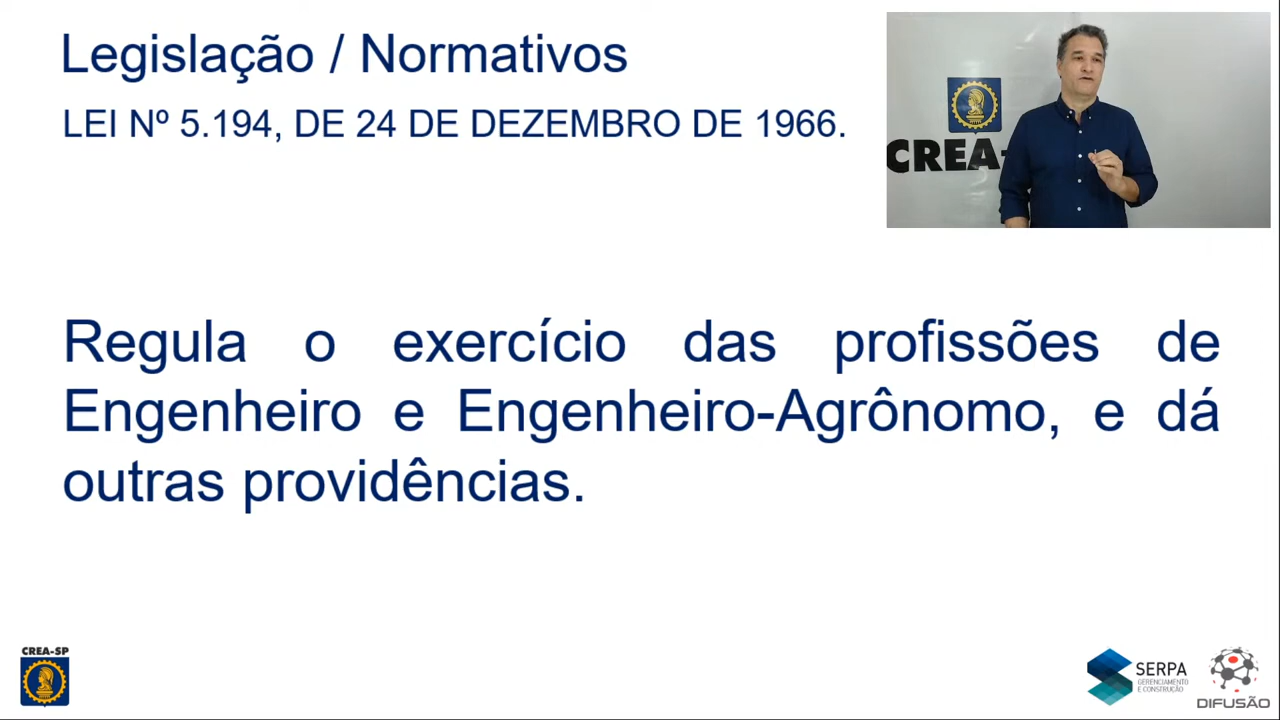 Legislação / Normativos
LEI Nº 5.194, DE 24 DE DEZEMBRO DE 1966.
CREA-
Regula o exercício das profissões de
Engenheiro e Engenheiro-Agrônomo, e dá
outras providências.
CREA-SP
SERPA
GERENCIAMENTO
E CONSTRUÇÃO
DIFUSÃO